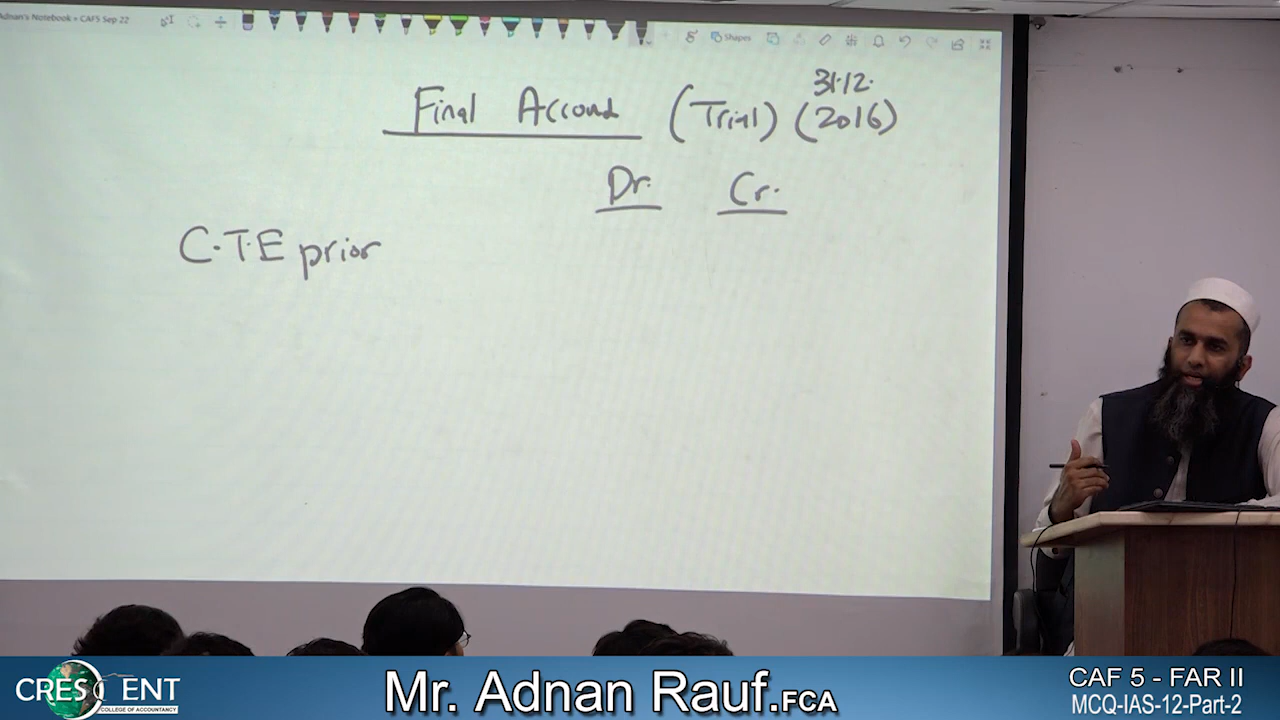 Adnan's Notebook » CAF5 Sep 22
Shapes
31.12.
Final Account (Trial) (2016)
Dr. Cr.
C.T.E prior
CRESCENT
COLLEGE OF ACCOUNTANCY
Mr. Adnan Rauf.FCA
CAF 5 - FAR II
MCQ-IAS-12-Part-2